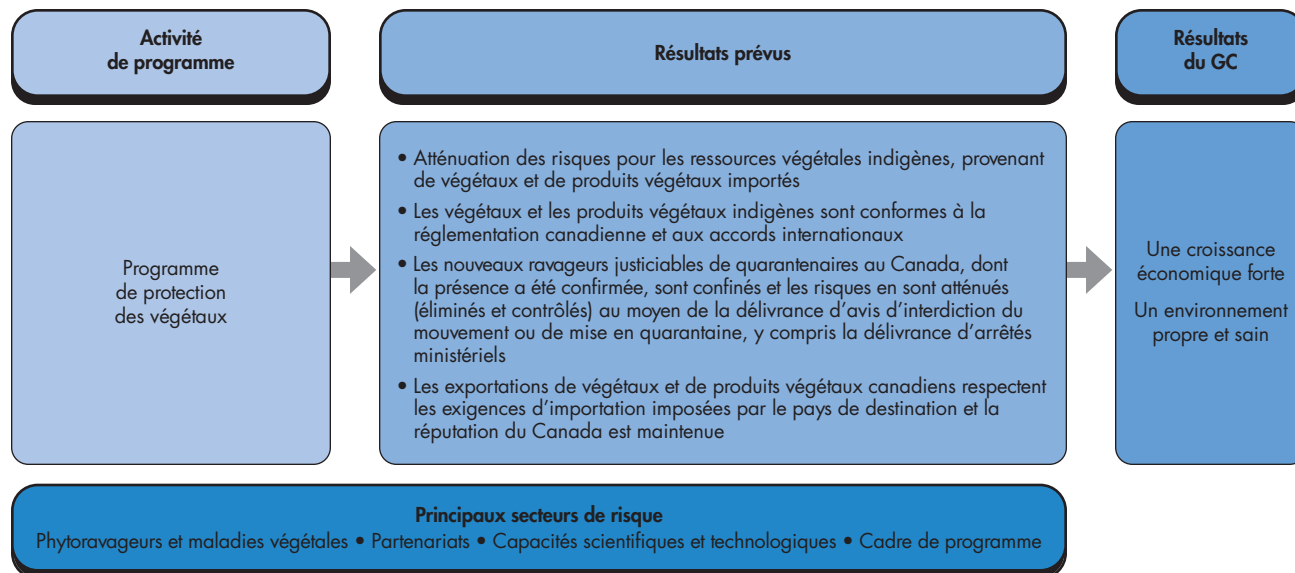 Activité
de programme
Résultats prévus
Résultats
du GC
Programme
de protection
des végétaux
• Atténuation des risques pour les ressources végétales indigènes, provenant
de végétaux et de produits végétaux importés
• Les végétaux et les produits végétaux indigènes sont conformes à la
réglementation canadienne et aux accords internationaux
• Les nouveaux ravageurs justiciables de quarantenaires au Canada, dont
la présence a été confirmée, sont confinés et les risques en sont atténués
(éliminés et contrôlés) au moyen de la délivrance d’avis d’interdiction du
mouvement ou de mise en quarantaine, y compris la délivrance d’arrêtés
ministériels
• Les exportations de végétaux et de produits végétaux canadiens respectent
les exigences d’importation imposées par le pays de destination et la
réputation du Canada est maintenue
Une croissance
économique forte
Un environnement
propre et sain
Principaux secteurs de risque
Phytoravageurs et maladies végétales • Partenariats • Capacités scientifiques et technologiques • Cadre de programme